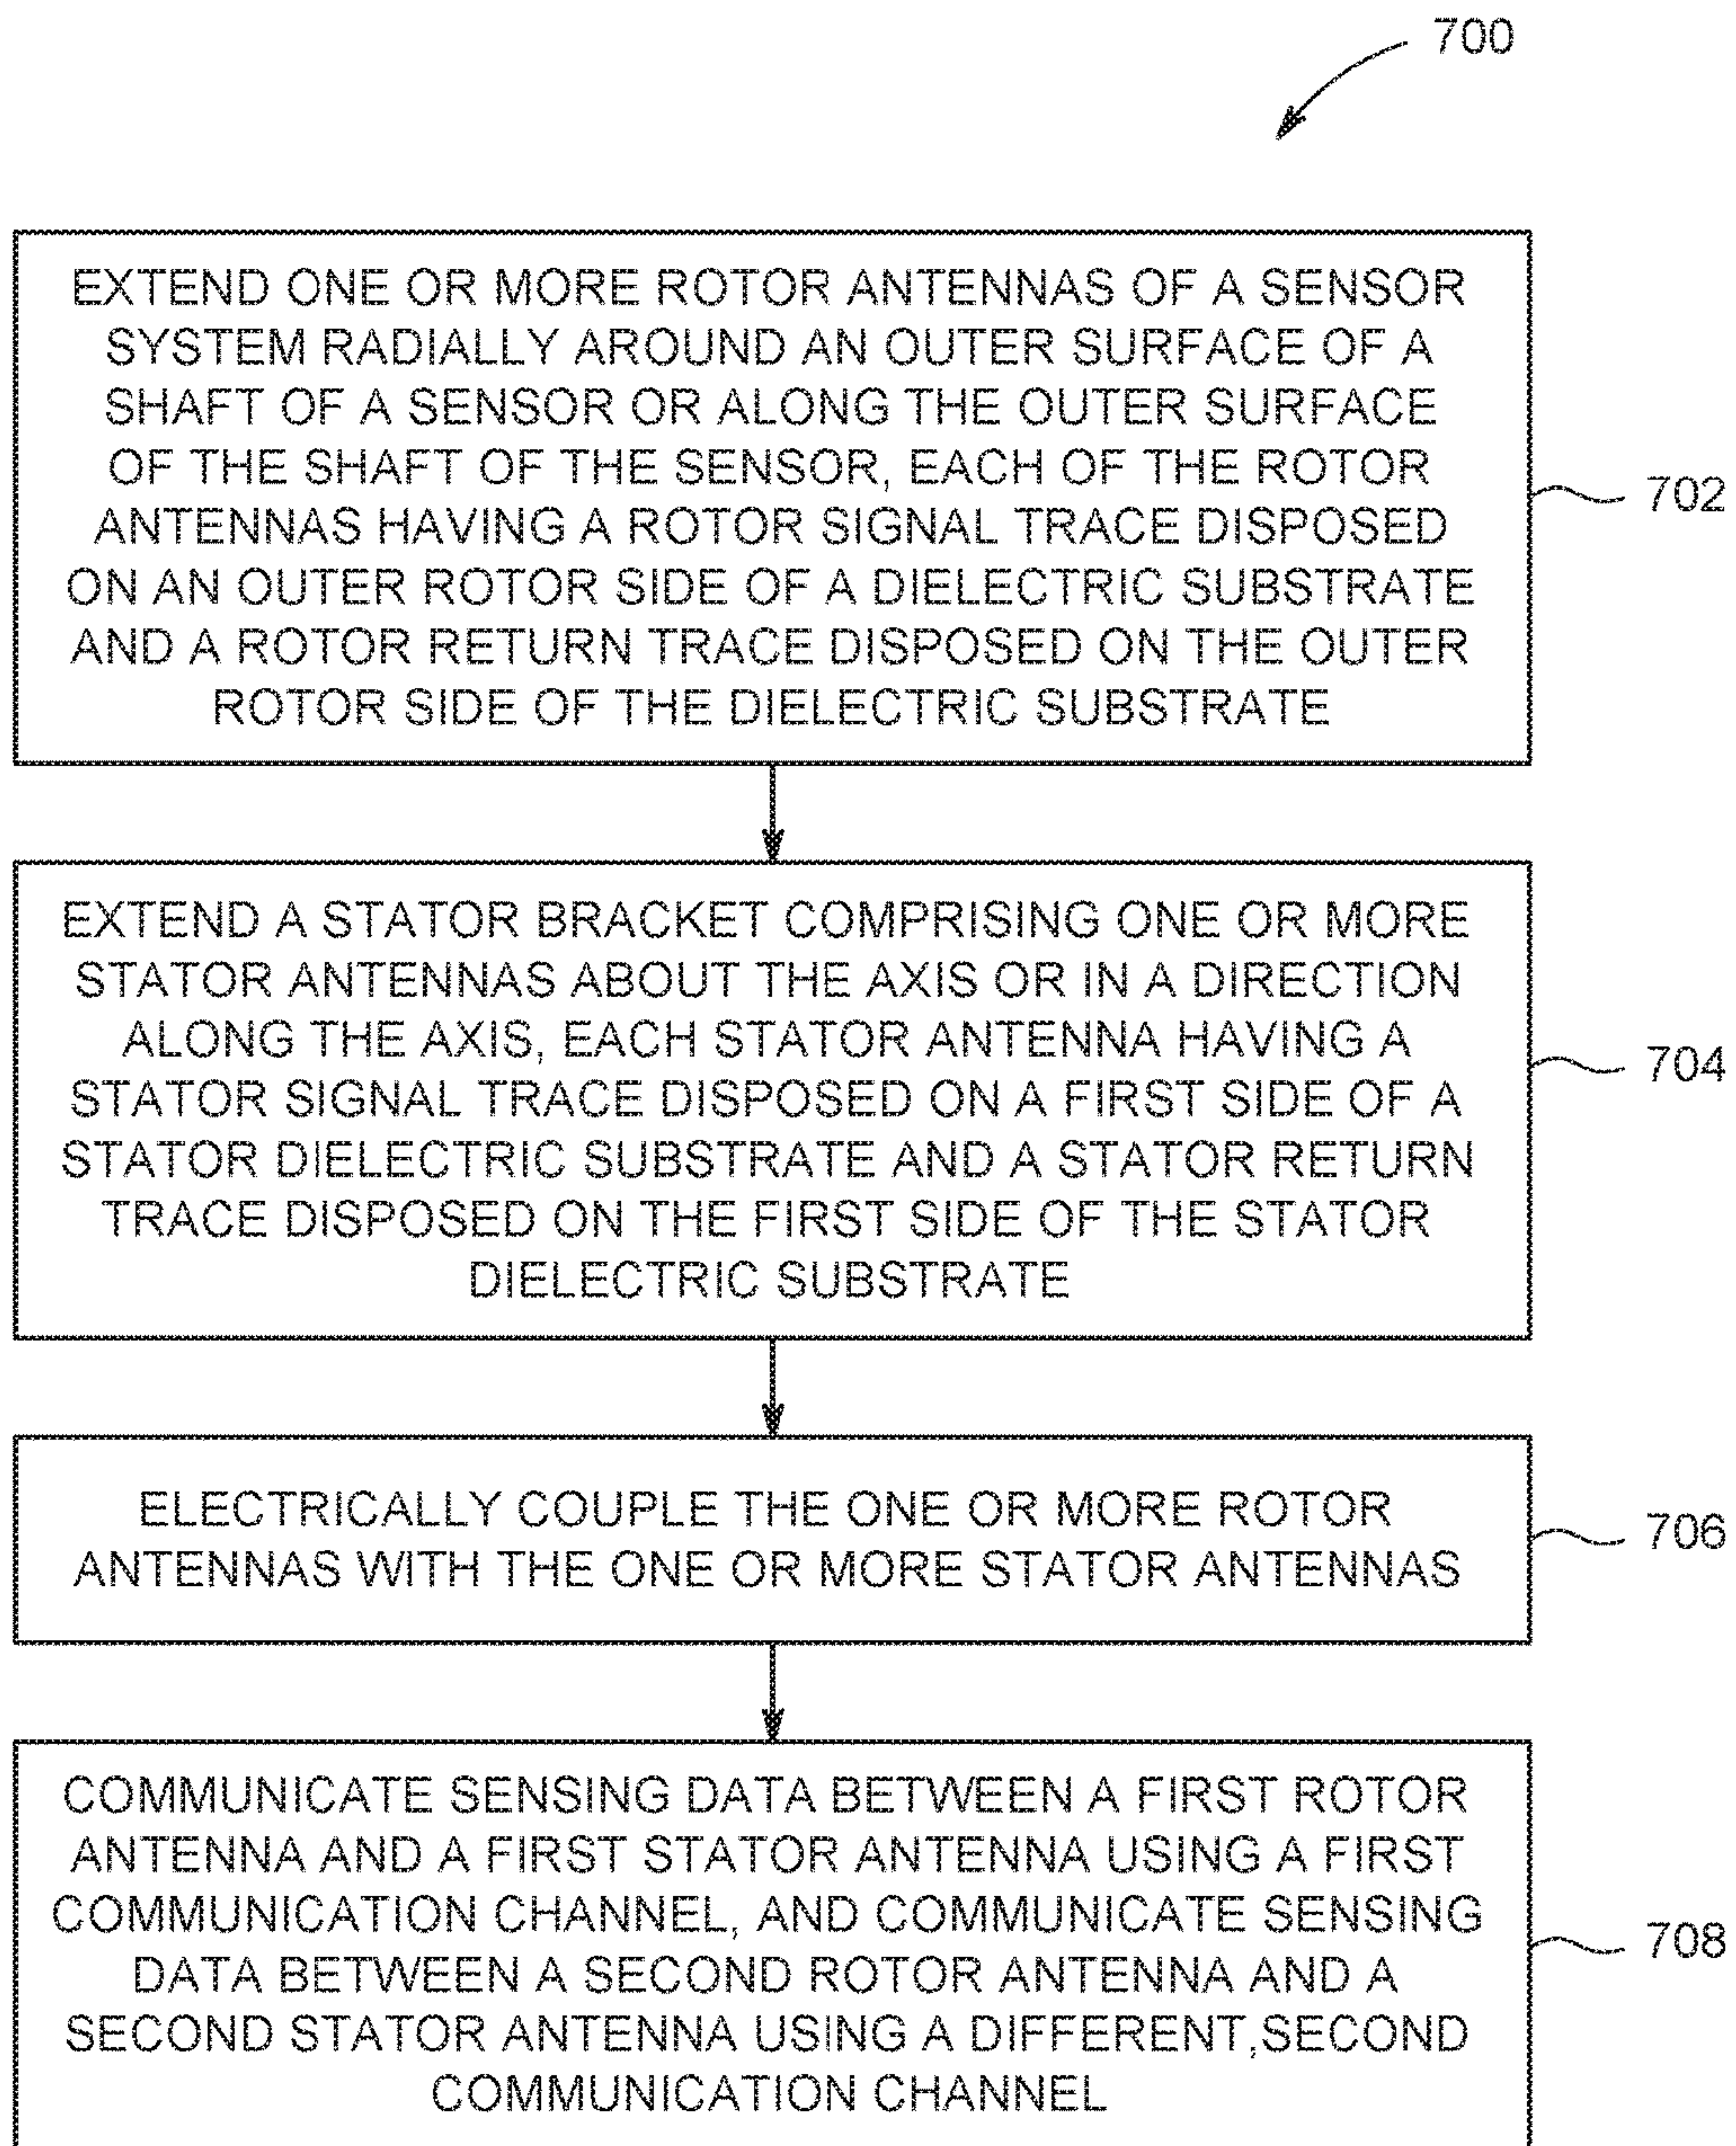 700
EXTEND ONE OR MORE ROTOR ANTENNAS OF A SENSOR
SYSTEM RADIALLY AROUND AN OUTER SURFACE OF A
SHAFT OF A SENSOR OR ALONG THE OUTER SURFACE
OF THE SHAFT OF THE SENSOR, EACH OF THE ROTOR
ANTENNAS HAVING A ROTOR SIGNAL TRACE DISPOSED
ON AN OUTER ROTOR SIDE OF A DIELECTRIC SUBSTRATE
AND A ROTOR RETURN TRACE DISPOSED ON THE OUTER
ROTOR SIDE OF THE DIELECTRIC SUBSTRATE
702
EXTEND A STATOR BRACKET COMPRISING ONE OR MORE
STATOR ANTENNAS ABOUT THE AXIS OR IN A DIRECTION
ALONG THE AXIS, EACH STATOR ANTENNA HAVING A
STATOR SIGNAL TRACE DISPOSED ON A FIRST SIDE OF A
STATOR DIELECTRIC SUBSTRATE AND A STATOR RETURN
TRACE DISPOSED ON THE FIRST SIDE OF THE STATOR
DIELECTRIC SUBSTRATE
704
ELECTRICALLY COUPLE THE ONE OR MORE ROTOR
ANTENNAS WITH THE ONE OR MORE STATOR ANTENNAS
706
COMMUNICATE SENSING DATA BETWEEN A FIRST ROTOR
ANTENNA AND A FIRST STATOR ANTENNA USING A FIRST
COMMUNICATION CHANNEL, AND COMMUNICATE SENSING
DATA BETWEEN A SECOND ROTOR ANTENNA AND A
SECOND STATOR ANTENNA USING A DIFFERENT,SECOND
COMMUNICATION CHANNEL
708